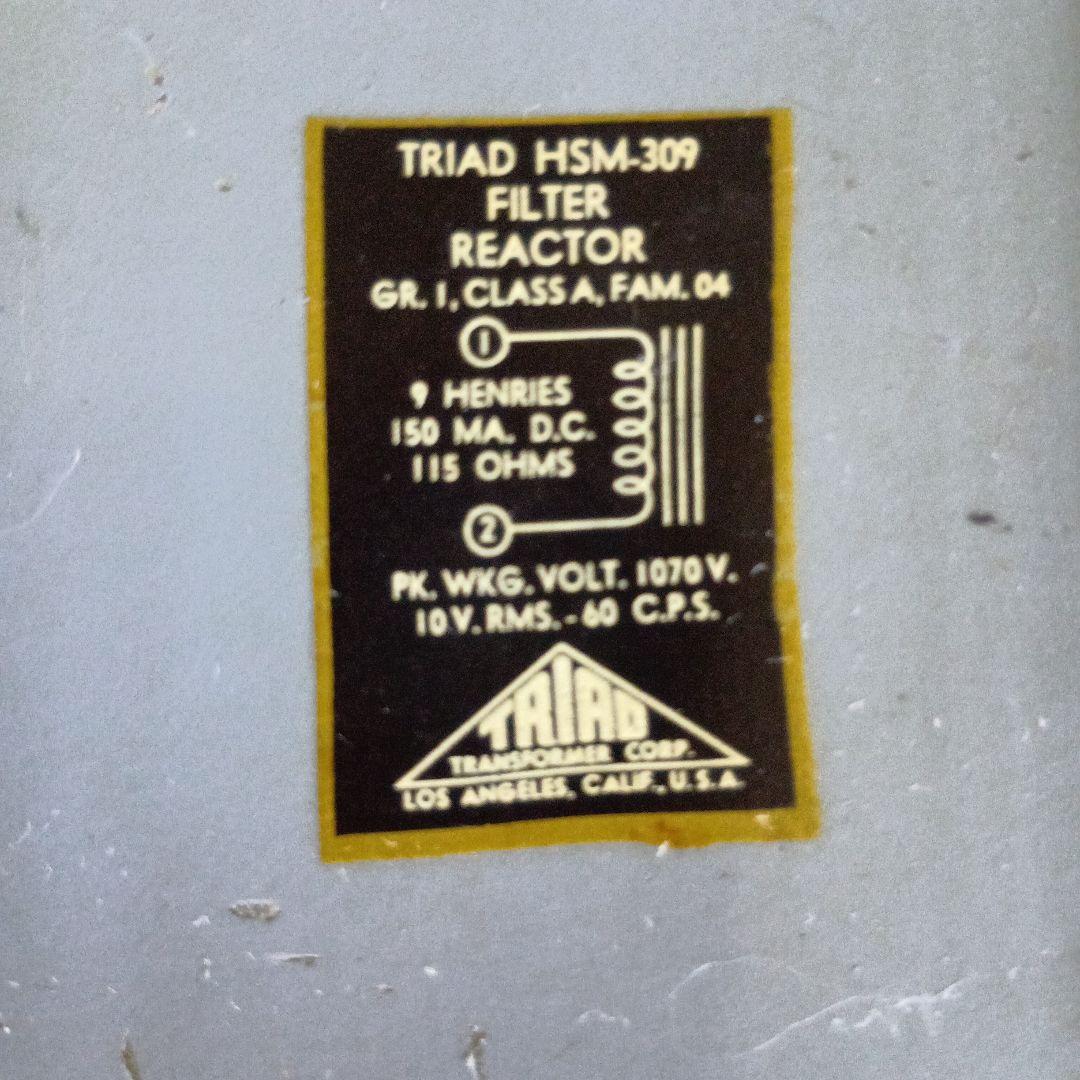 TRIAD HSM-309
FILTER
REACTOR
GR. 1, CLASS A, FAM. 04
1
9 HENRIES
150 MA. D.C.
115 OHMS
2
PK. WKG. VOLT. 1070 V.
10 V. RMS. - 60 C.P.S.
TRIAD
TRANSFORMER CORP.
LOS ANGELES, CALIF., U.S.A.